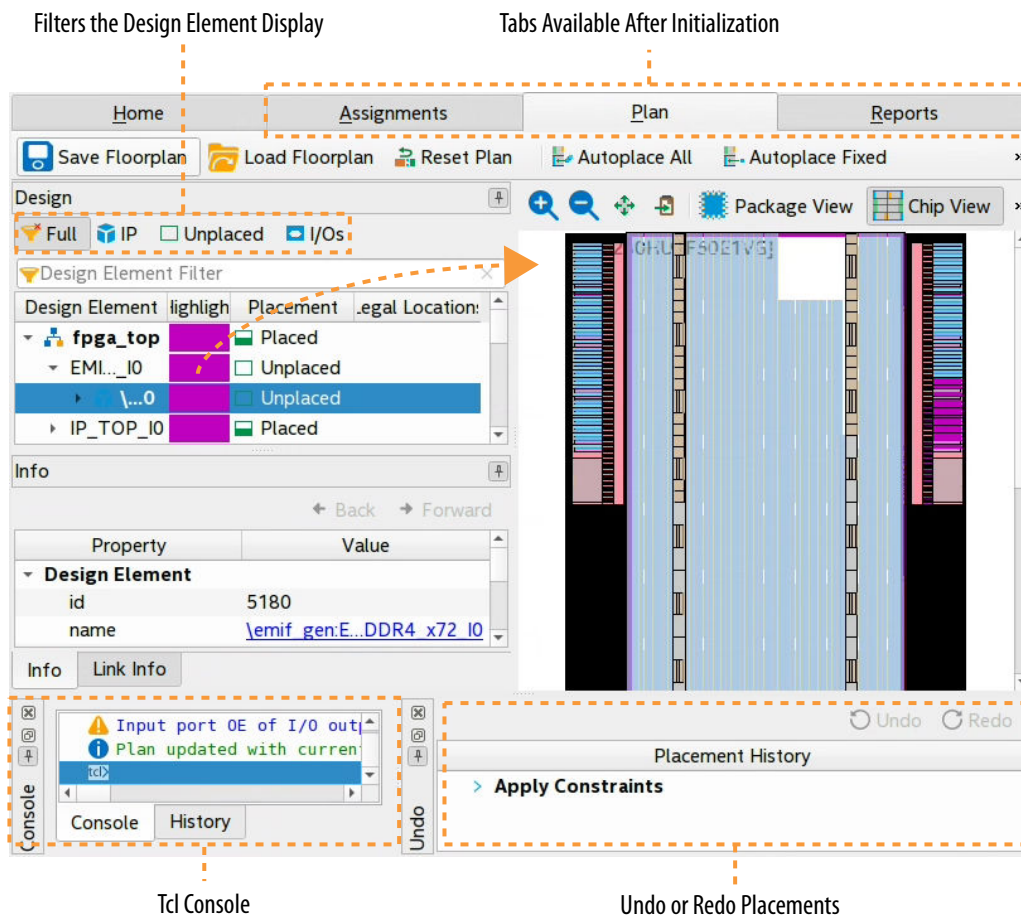 Filters the Design Element Display
Tabs Available After Initialization
Home Assignments Plan Reports
Save Floorplan Load Floorplan Reset Plan Autoplace All Autoplace Fixed »
Design
Package View Chip View »
Full IP Unplaced I/Os
Design Element Filter
Design Element Highligh Placement Legal Locations
fpga_top Placed
EMI..._I0 Unplaced
\...0 Unplaced
IP_TOP_I0 Placed
Info
Back Forward
Property Value
Design Element
id 5180
name \emif_gen:E...DDR4_x72_I0
Info Link Info
Input port OE of I/O outp
Plan updated with curren
tcl>
Console History
Console
Undo Redo
Placement History
> Apply Constraints
Undo
Tcl Console
Undo or Redo Placements